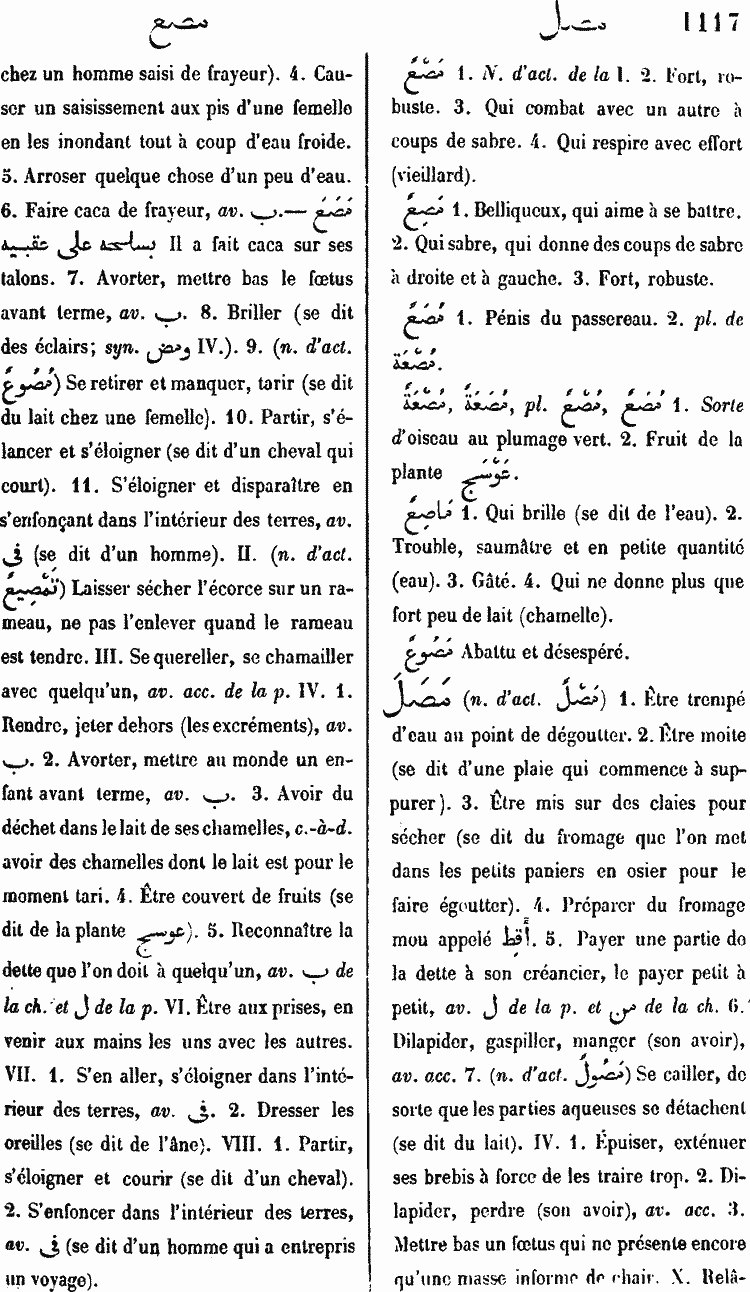 مصع
مصل 1117
chez un homme saisi de frayeur). 4. Cau-
ser un saisissement aux pis d'une femelle
en les inondant tout à coup d'eau froide.
5. Arroser quelque chose d'un peu d'eau.
6. Faire caca de frayeur, av. ب.— مَصَعَ
بسلحه على عقبيه Il a fait caca sur ses
talons. 7. Avorter, mettre bas le fœtus
avant terme, av. ب. 8. Briller (se dit
des éclairs; syn. ومض IV.). 9. (n. d'act.
مُصُوعٌ) Se retirer et manquer, tarir (se dit
du lait chez une femelle). 10. Partir, s'é-
lancer et s'éloigner (se dit d'un cheval qui
court). 11. S'éloigner et disparaître en
s'enfonçant dans l'intérieur des terres, av.
فى (se dit d'un homme). II. (n. d'act.
تَمْصِيعٌ) Laisser sécher l'écorce sur un ra-
meau, ne pas l'enlever quand le rameau
est tendre. III. Se quereller, se chamailler
avec quelqu'un, av. acc. de la p. IV. 1.
Rendre, jeter dehors (les excréments), av.
ب. 2. Avorter, mettre au monde un en-
fant avant terme, av. ب. 3. Avoir du
déchet dans le lait de ses chamelles, c.-à-d.
avoir des chamelles dont le lait est pour le
moment tari. 4. Être couvert de fruits (se
dit de la plante عوسج). 5. Reconnaître la
dette que l'on doit à quelqu'un, av. ب de
la ch. et ل de la p. VI. Être aux prises, en
venir aux mains les uns avec les autres.
VII. 1. S'en aller, s'éloigner dans l'inté-
rieur des terres, av. فى. 2. Dresser les
oreilles (se dit de l'âne). VIII. 1. Partir,
s'éloigner et courir (se dit d'un cheval).
2. S'enfoncer dans l'intérieur des terres,
av. فى (se dit d'un homme qui a entrepris
un voyage).
مَصْعٌ 1. N. d'act. de la I. 2. Fort, ro-
buste. 3. Qui combat avec un autre à
coups de sabre. 4. Qui respire avec effort
(vieillard).
مَصِعٌ 1. Belliqueux, qui aime à se battre.
2. Qui sabre, qui donne des coups de sabre
à droite et à gauche. 3. Fort, robuste.
مُصَعٌ 1. Pénis du passereau. 2. pl. de
مُصَعَة.
مُصْعَةٌ, مُصَعَةٌ, pl. مُصْعٌ, مُصَعٌ 1. Sorte
d'oiseau au plumage vert. 2. Fruit de la
plante عَوْسَج.
مَاصِعٌ 1. Qui brille (se dit de l'eau). 2.
Trouble, saumâtre et en petite quantité
(eau). 3. Gâté. 4. Qui ne donne plus que
fort peu de lait (chamelle).
مَصُوعٌ Abattu et désespéré.
مَصَلَ (n. d'act. مَصْلٌ) 1. Être trempé
d'eau au point de dégoutter. 2. Être moite
(se dit d'une plaie qui commence à sup-
purer). 3. Être mis sur des claies pour
sécher (se dit du fromage que l'on met
dans les petits paniers en osier pour le
faire égoutter). 4. Préparer du fromage
mou appelé أقط. 5. Payer une partie de
la dette à son créancier, le payer petit à
petit, av. ل de la p. et من de la ch. 6.
Dilapider, gaspiller, manger (son avoir),
av. acc. 7. (n. d'act. مُصُولٌ) Se cailler, de
sorte que les parties aqueuses se détachent
(se dit du lait). IV. 1. Épuiser, exténuer
ses brebis à force de les traire trop. 2. Di-
lapider, perdre (son avoir), av. acc. 3.
Mettre bas un fœtus qui ne présente encore
qu'une masse informe de chair. X. Relâ-